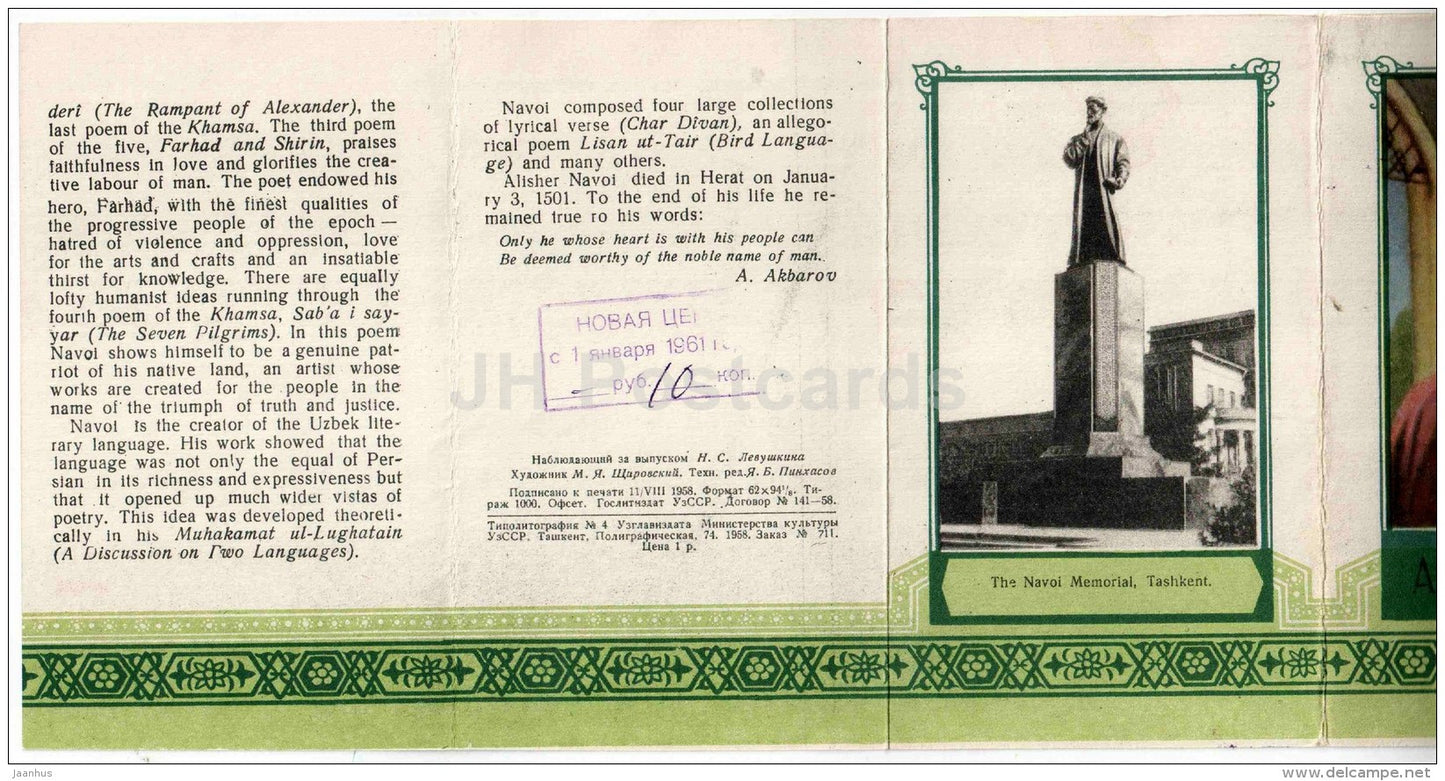 deri (The Rampant of Alexander), the
last poem of the Khamsa. The third poem
of the five, Farhad and Shirin, praises
faithfulness in love and glorifies the crea-
tive labour of man. The poet endowed his
hero, Farhad, with the finest qualities of
the progressive people of the epoch —
hatred of violence and oppression, love
for the arts and crafts and an insatiable
thirst for knowledge. There are equally
lofty humanist ideas running through the
fourth poem of the Khamsa, Sab'a i say-
yar (The Seven Pilgrims). In this poem
Navoi shows himself to be a genuine pat-
riot of his native land, an artist whose
works are created for the people in the
name of the triumph of truth and justice.
Navoi is the creator of the Uzbek lite-
rary language. His work showed that the
language was not only the equal of Per-
sian in its richness and expressiveness but
that it opened up much wider vistas of
poetry. This idea was developed theoreti-
cally in his Muhakamat ul-Lughatain
(A Discussion on Two Languages).
Navoi composed four large collections
of lyrical verse (Char Dîvan), an allego-
rical poem Lisan ut-Tair (Bird Langua-
ge) and many others.
Alisher Navoi died in Herat on Janua-
ry 3, 1501. To the end of his life he re-
mained true ro his words:
Only he whose heart is with his people can
Be deemed worthy of the noble name of man.
A. Akbarov
НОВАЯ ЦЕ
с 1 января 1961 г.
— руб. 10 коп.
Наблюдающий за выпуском Н. С. Левушкина
Художник М. Я. Щировский. Техн. ред. Я. Б. Пинхасов
Подписано к печати 11/VIII 1958. Формат 62×94¹/₈. Ти-
раж 1000. Офсет. Гослитиздат УзССР. Договор № 141—58.
Типолитография № 4 Узглавиздата Министерства культуры
УзССР. Ташкент, Полиграфическая, 74. 1958. Заказ № 711.
Цена 1 р.
The Navoi Memorial, Tashkent.
A
JH Postcards
jaanhus
delcampe.net